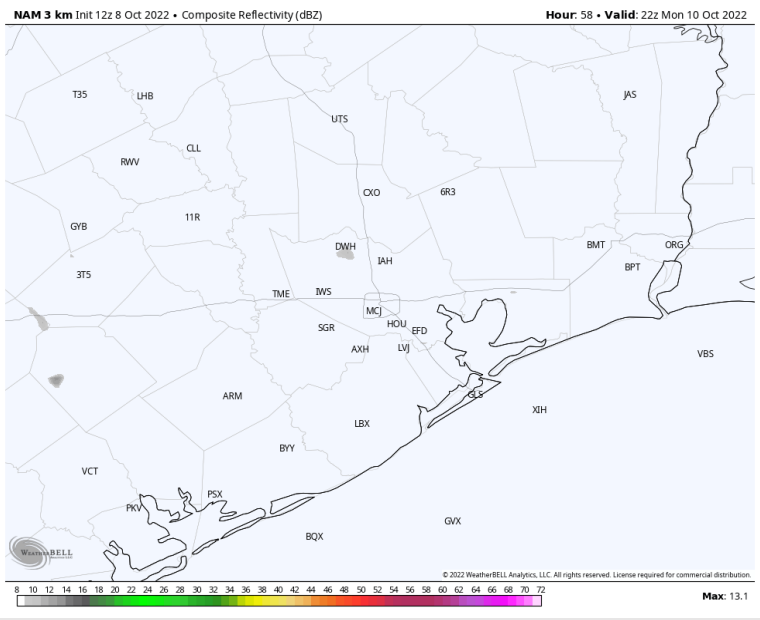 NAM 3 km Init 12z 8 Oct 2022 • Composite Reflectivity (dBZ) Hour: 58 • Valid: 22z Mon 10 Oct 2022
T35 LHB JAS
UTS
CLL
RWV
CXO 6R3
11R
GYB
DWH BMT ORG
IAH
BPT
3T5
TME IWS
MCJ
SGR HOU
EFD
AXH LVJ
VBS
ARM GLS
XIH
LBX
BYY
VCT
PSX
PKV
GVX
BQX
WEATHERBELL
© 2022 WeatherBELL Analytics, LLC. All rights reserved. License required for commercial distribution.
8 10 12 14 16 18 20 22 24 26 28 30 32 34 36 38 40 42 44 46 48 50 52 54 56 58 60 62 64 66 68 70 72
Max: 13.1